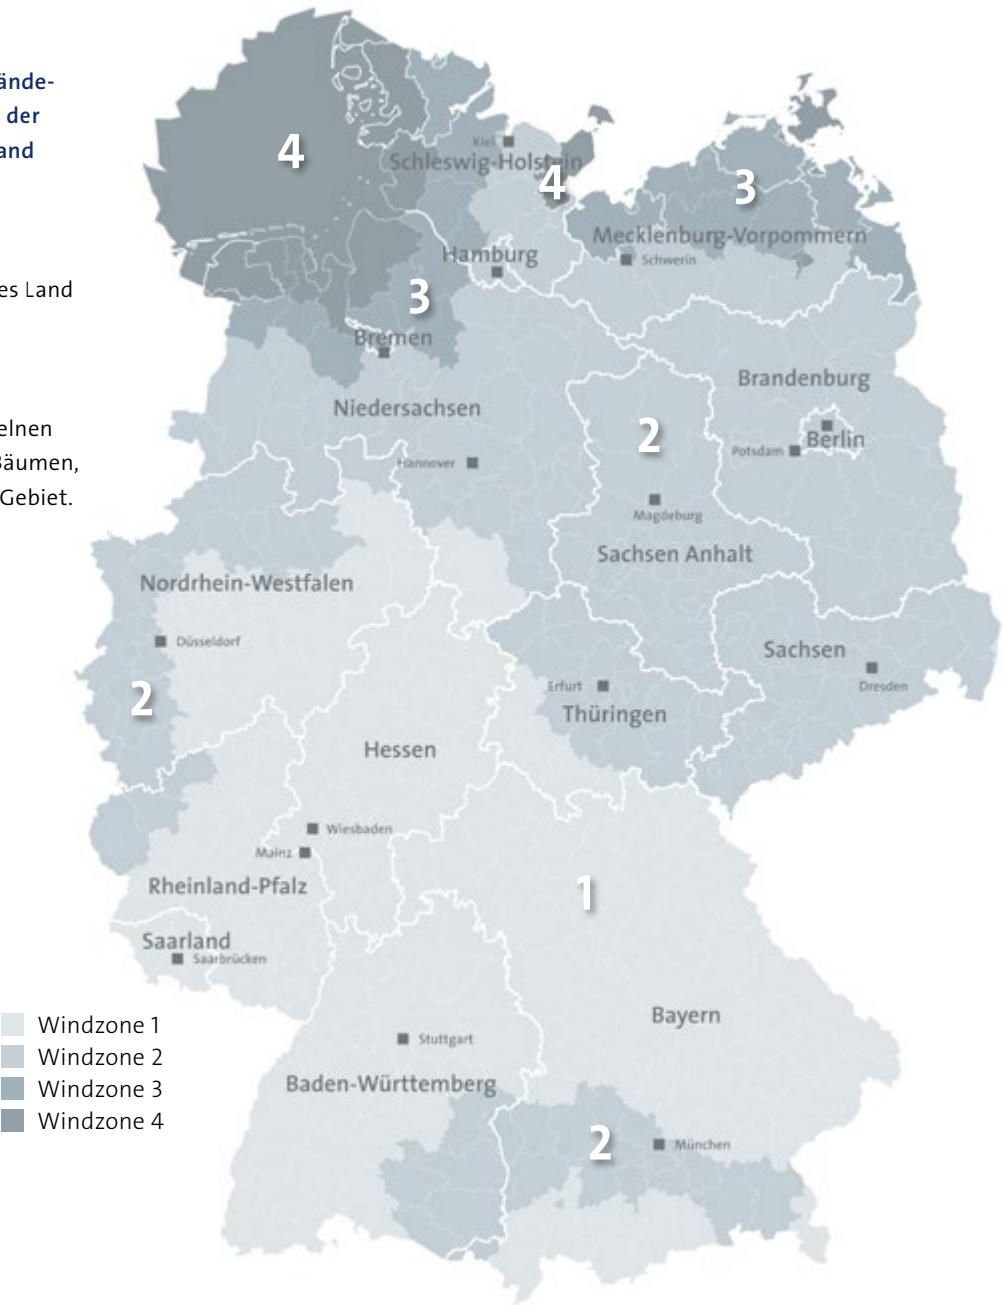 ände-
der
and
es Land
elnen
Bäumen,
Gebiet.
4
Kiel
Schleswig-Holstein
4
3
Mecklenburg-Vorpommern
Schwerin
Hamburg
3
Bremen
Brandenburg
Niedersachsen
2
Berlin
Potsdam
Hannover
Magdeburg
Sachsen Anhalt
Nordrhein-Westfalen
Düsseldorf
Sachsen
Dresden
2
Erfurt
Thüringen
Hessen
Wiesbaden
Mainz
Rheinland-Pfalz
1
Saarland
Saarbrücken
Bayern
Stuttgart
Baden-Württemberg
2
München
Windzone 1
Windzone 2
Windzone 3
Windzone 4